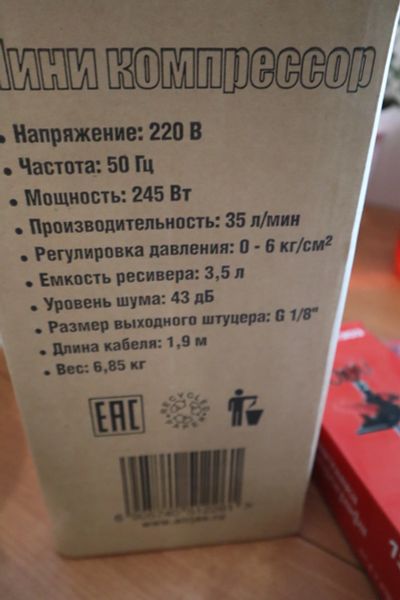 Мини компрессор
• Напряжение: 220 В
• Частота: 50 Гц
• Мощность: 245 Вт
• Производительность: 35 л/мин
• Регулировка давления: 0 - 6 кг/см²
• Емкость ресивера: 3,5 л
• Уровень шума: 43 дБ
• Размер выходного штуцера: G 1/8"
• Длина кабеля: 1,9 м
• Вес: 6,85 кг
EAC
RECYCLED